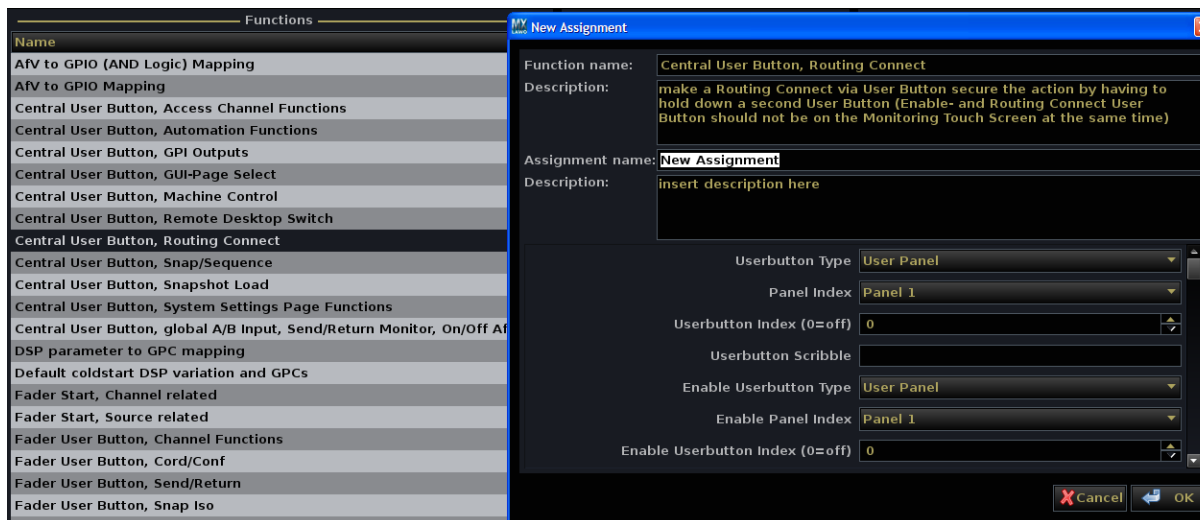 Functions
Name
AfV to GPIO (AND Logic) Mapping
AfV to GPIO Mapping
Central User Button, Access Channel Functions
Central User Button, Automation Functions
Central User Button, GPI Outputs
Central User Button, GUI-Page Select
Central User Button, Machine Control
Central User Button, Remote Desktop Switch
Central User Button, Routing Connect
Central User Button, Snap/Sequence
Central User Button, Snapshot Load
Central User Button, System Settings Page Functions
Central User Button, global A/B Input, Send/Return Monitor, On/Off Af
DSP parameter to GPC mapping
Default coldstart DSP variation and GPCs
Fader Start, Channel related
Fader Start, Source related
Fader User Button, Channel Functions
Fader User Button, Cord/Conf
Fader User Button, Send/Return
Fader User Button, Snap Iso
New Assignment
Function name: Central User Button, Routing Connect
Description: make a Routing Connect via User Button secure the action by having to
hold down a second User Button (Enable- and Routing Connect User
Button should not be on the Monitoring Touch Screen at the same time)
Assignment name: New Assignment
Description: insert description here
Userbutton Type User Panel
Panel Index Panel 1
Userbutton Index (0=off) 0
Userbutton Scribble
Enable Userbutton Type User Panel
Enable Panel Index Panel 1
Enable Userbutton Index (0=off) 0
Cancel OK